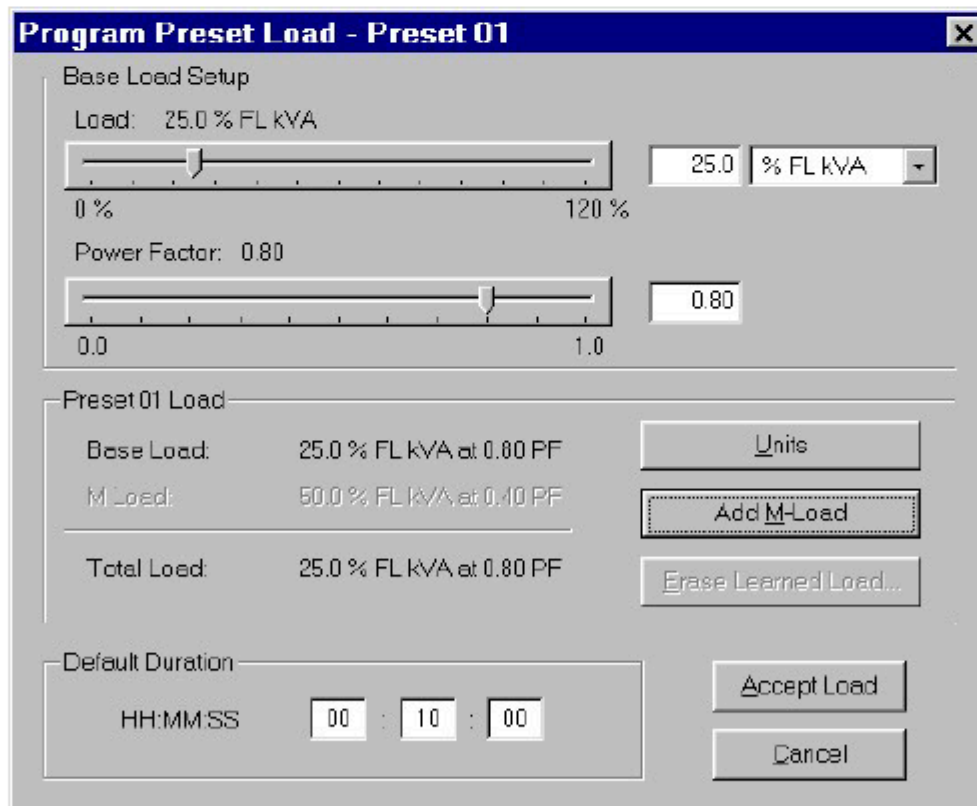 Program Preset Load - Preset 01
Base Load Setup
Load: 25.0 % FL kVA
25.0 % FL kVA
0 % 120 %
Power Factor: 0.80
0.80
0.0 1.0
Preset 01 Load
Base Load: 25.0 % FL kVA at 0.80 PF
Units
M Load: 50.0 % FL kVA at 0.40 PF
Add M-Load
Total Load: 25.0 % FL kVA at 0.80 PF
Erase Learned Load...
Default Duration
HH:MM:SS 00 : 10 : 00
Accept Load
Cancel